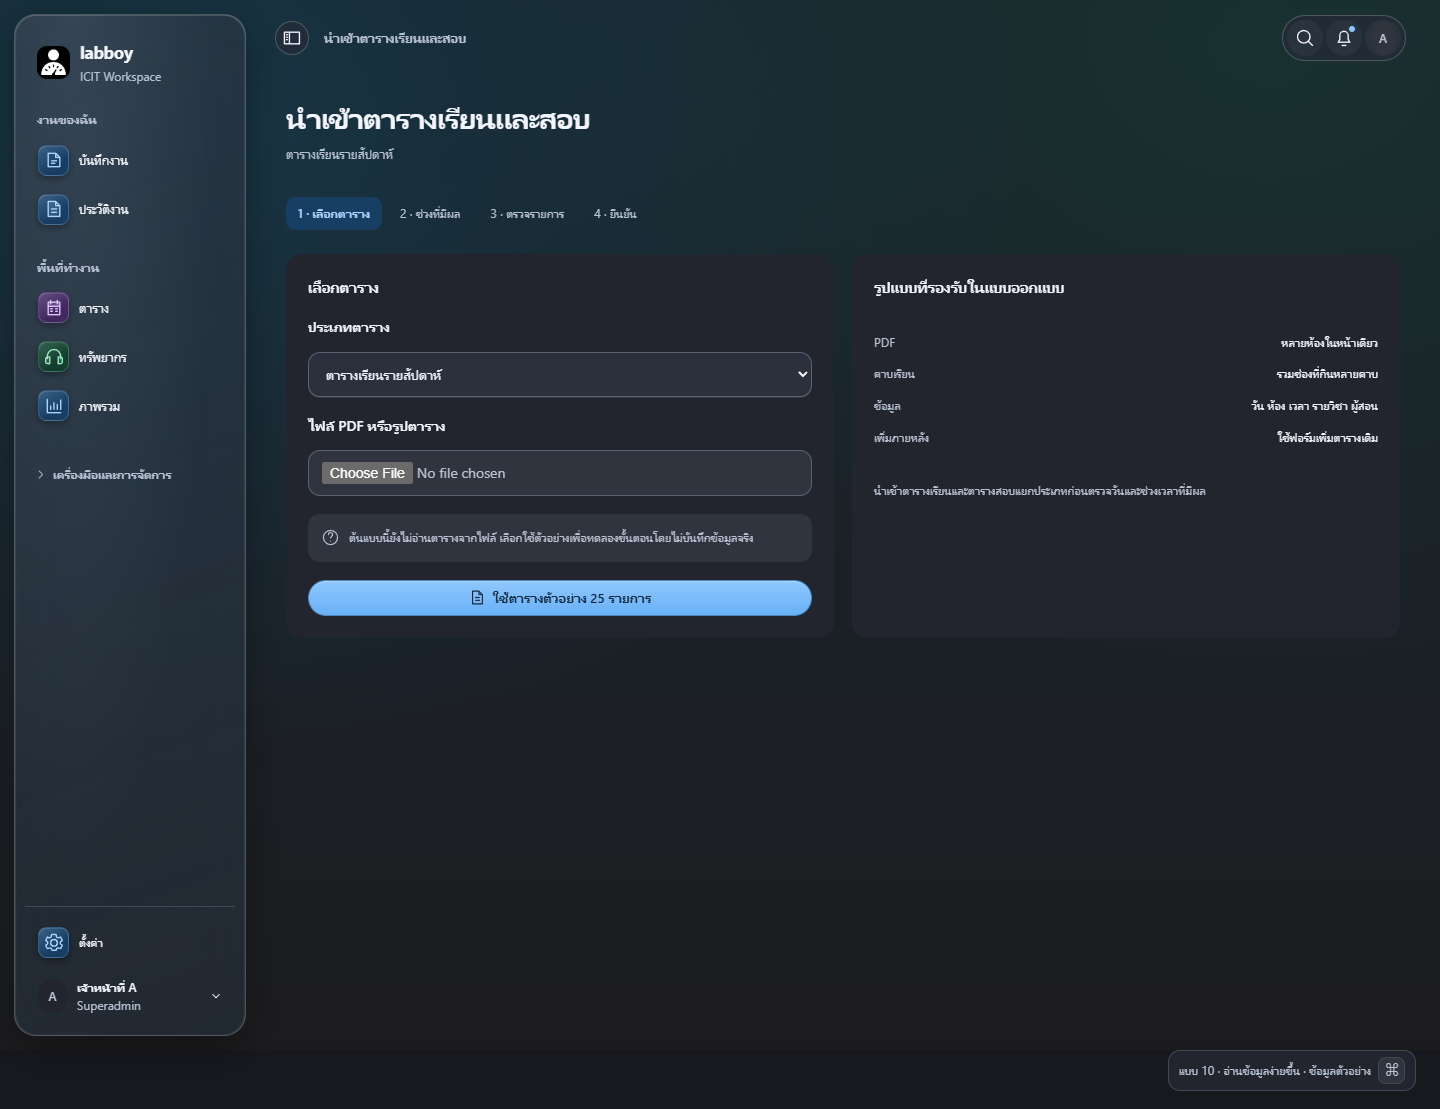 labboy
ICIT Workspace
งานของฉัน
บันทึกงาน
ประวัติงาน
พื้นที่ทำงาน
ตาราง
ทรัพยากร
ภาพรวม
เครื่องมือและการจัดการ
ตั้งค่า
A
เจ้าหน้าที่ A
Superadmin
นำเข้าตารางเรียนและสอบ
A
นำเข้าตารางเรียนและสอบ
ตารางเรียนรายสัปดาห์
1 · เลือกตาราง
2 · ช่วงที่มีผล
3 · ตรวจรายการ
4 · ยืนยัน
เลือกตาราง
ประเภทตาราง
ตารางเรียนรายสัปดาห์
ไฟล์ PDF หรือรูปตาราง
Choose File No file chosen
ต้นแบบนี้ยังไม่อ่านตารางจากไฟล์ เลือกใช้ตัวอย่างเพื่อทดลองขั้นตอนโดยไม่บันทึกข้อมูลจริง
ใช้ตารางตัวอย่าง 25 รายการ
รูปแบบที่รองรับในแบบออกแบบ
PDF หลายห้องในหน้าเดียว
คาบเรียน รวมช่องที่กินหลายคาบ
ข้อมูล วัน ห้อง เวลา รายวิชา ผู้สอน
เพิ่มภายหลัง ใช้ฟอร์มเพิ่มตารางเดิม
นำเข้าตารางเรียนและตารางสอบแยกประเภทก่อนตรวจวันและช่วงเวลาที่มีผล
แบบ 10 · อ่านข้อมูลง่ายขึ้น · ข้อมูลตัวอย่าง ⌘